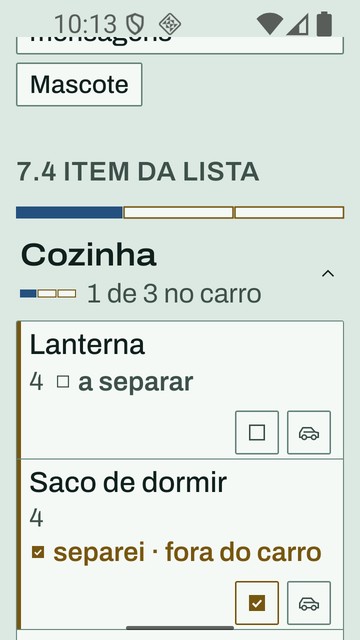 10:13
mensagens
Mascote
7.4 ITEM DA LISTA
Cozinha
1 de 3 no carro
Lanterna
4 a separar
Saco de dormir
4
separei · fora do carro